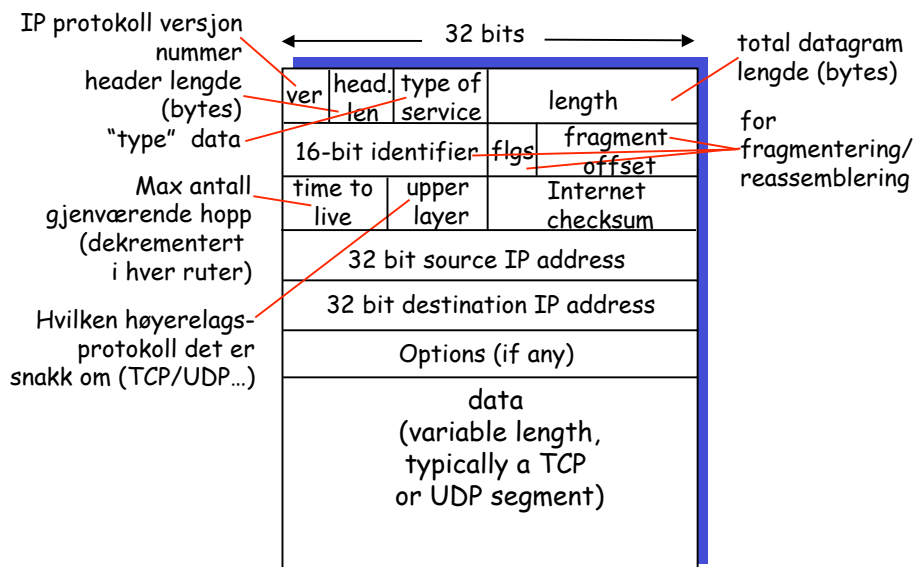 IP protokoll versjon
nummer
header lengde
(bytes)
"type" data
Max antall
gjenværende hopp
(dekrementert
i hver ruter)
Hvilken høyerelags-
protokoll det er
snakk om (TCP/UDP…)
32 bits
ver
head.
len
type of
service
length
16-bit identifier
flgs
fragment
offset
time to
live
upper
layer
Internet
checksum
32 bit source IP address
32 bit destination IP address
Options (if any)
data
(variable length,
typically a TCP
or UDP segment)
total datagram
lengde (bytes)
for
fragmentering/
reassemblering